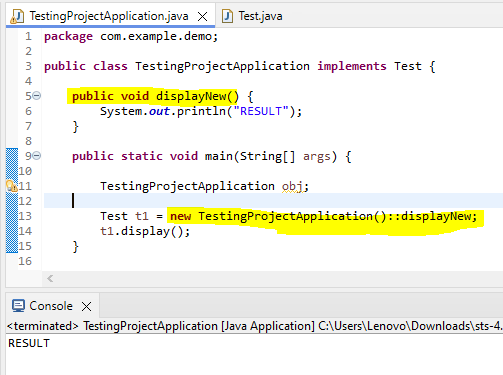 TestingProjectApplication.java
Test.java
1 package com.example.demo;
2
3 public class TestingProjectApplication implements Test {
4
5 public void displayNew() {
6 System.out.println("RESULT");
7 }
8
9 public static void main(String[] args) {
10
11 TestingProjectApplication obj;
12
13 Test t1 = new TestingProjectApplication()::displayNew;
14 t1.display();
15 }
16
Console
<terminated> TestingProjectApplication [Java Application] C:\Users\Lenovo\Downloads\sts-4.
RESULT